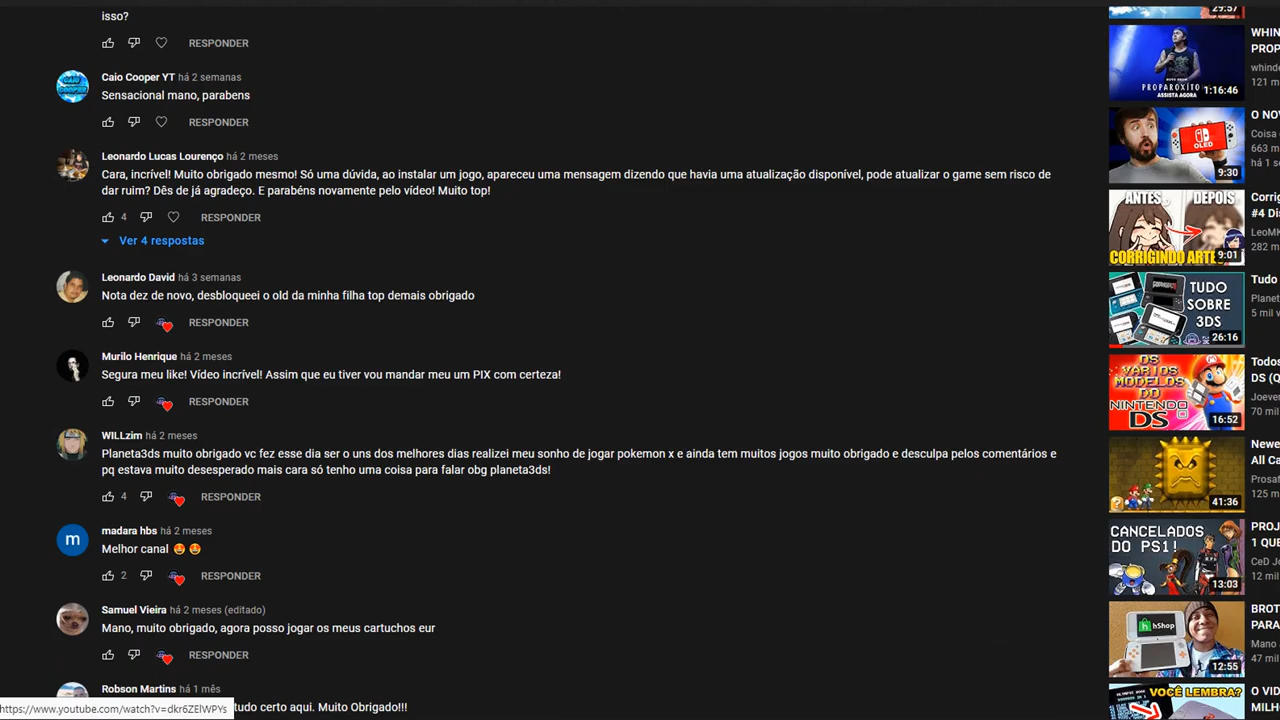 isso?
RESPONDER
Caio Cooper YT há 2 semanas
Sensacional mano, parabens
RESPONDER
Leonardo Lucas Lourenço há 2 meses
Cara, incrível! Muito obrigado mesmo! Só uma dúvida, ao instalar um jogo, apareceu uma mensagem dizendo que havia uma atualização disponível, pode atualizar o game sem risco de
dar ruim? Dês de já agradeço. E parabéns novamente pelo vídeo! Muito top!
4 RESPONDER
Ver 4 respostas
Leonardo David há 3 semanas
Nota dez de novo, desbloqueei o old da minha filha top demais obrigado
RESPONDER
Murilo Henrique há 2 meses
Segura meu like! Vídeo incrível! Assim que eu tiver vou mandar meu um PIX com certeza!
RESPONDER
WILLzim há 2 meses
Planeta3ds muito obrigado vc fez esse dia ser o uns dos melhores dias realizei meu sonho de jogar pokemon x e ainda tem muitos jogos muito obrigado e desculpa pelos comentários e
pq estava muito desesperado mais cara só tenho uma coisa para falar obg planeta3ds!
4 RESPONDER
m
madara hbs há 2 meses
Melhor canal 🤩 🤩
2 RESPONDER
Samuel Vieira há 2 meses (editado)
Mano, muito obrigado, agora posso jogar os meus cartuchos eur
RESPONDER
Robson Martins há 1 mês
tudo certo aqui. Muito Obrigado!!!
https://www.youtube.com/watch?v=dkr6ZElWPYs
29:57
PROPAROXÍTO
ASSISTA AGORA
1:16:46
WHIN
PROP
whinde
121 m
OLED
9:30
O NO
Coisa
663 m
ANTES DEPOIS
CORRIGINDO ARTE
9:01
Corrig
#4 Di
LeoMK
282 m
TUDO
SOBRE
3DS
26:16
Tudo
Planet
5 mil v
OS
VÁRIOS
MODELOS
DO
NINTENDO
DS
16:52
Todos
DS (Q
Joever
70 mil
41:36
Newe
All Ca
Prosaf
125 m
CANCELADOS
DO PS1!
13:03
PROJ
1 QUE
CeD Jo
12 mil
hShop
12:55
BROT
PARA
Mano
47 mil
VOCÊ LEMBRA?
O VID
MILH